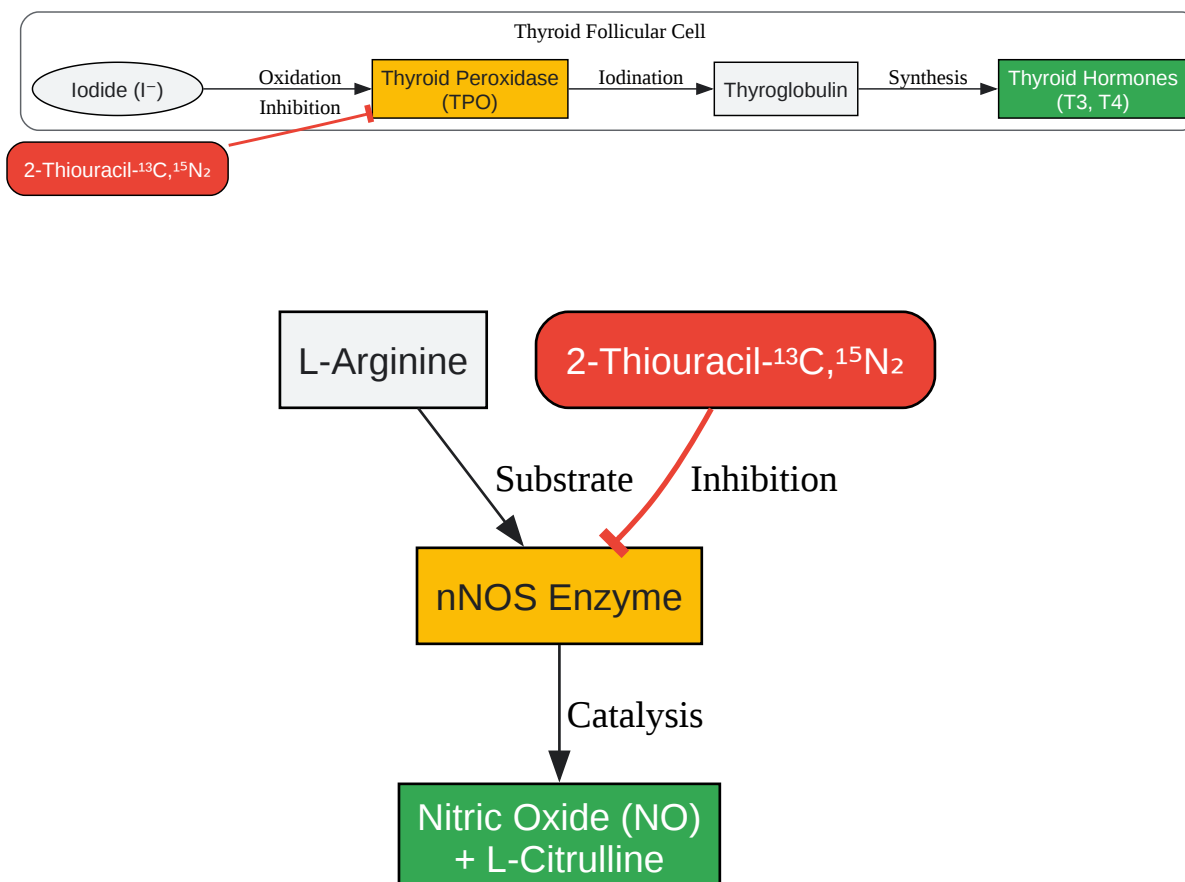 Thyroid Follicular Cell
Iodide (I⁻)
Oxidation
Inhibition
Thyroid Peroxidase
(TPO)
Iodination
Thyroglobulin
Synthesis
Thyroid Hormones
(T3, T4)
2-Thiouracil-¹³C,¹⁵N₂
L-Arginine
2-Thiouracil-¹³C,¹⁵N₂
Substrate
Inhibition
nNOS Enzyme
Catalysis
Nitric Oxide (NO)
+ L-Citrulline